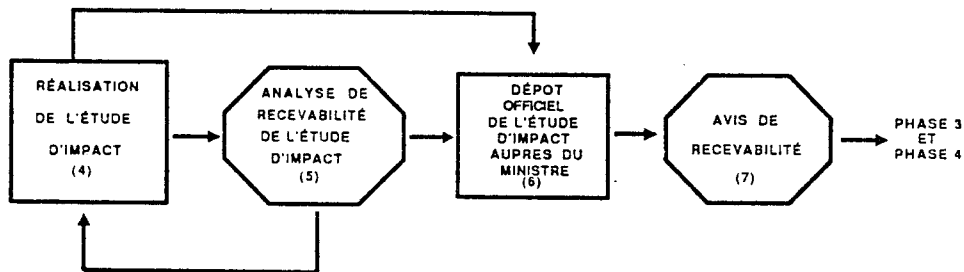 RÉALISATION
DE L'ÉTUDE
D'IMPACT
(4)
ANALYSE DE
RECEVABILITÉ
DE L'ÉTUDE
D'IMPACT
(5)
DÉPOT
OFFICIEL
DE L'ÉTUDE
D'IMPACT
AUPRES DU
MINISTRE
(6)
AVIS DE
RECEVABILITÉ
(7)
PHASE 3
ET
PHASE 4